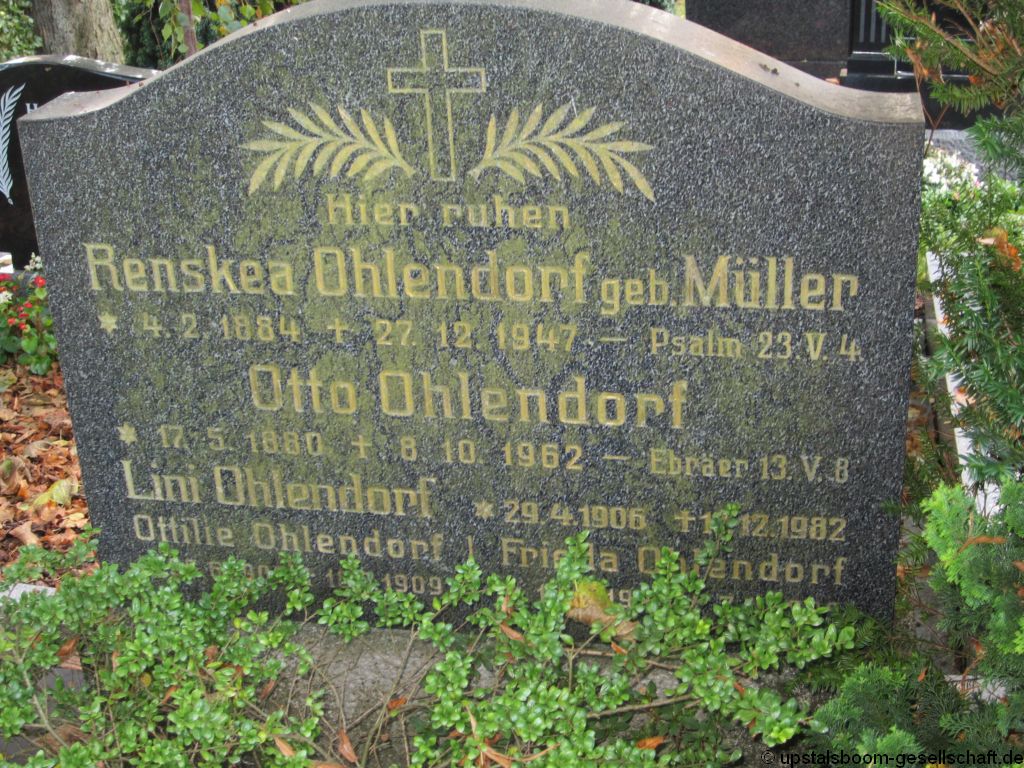 Hier ruhen
Renskea Ohlendorf geb. Müller
* 4. 2. 1884 + 27. 12. 1947. — Psalm 23. V. 4
Otto Ohlendorf
* 17. 5. 1880 + 8. 10. 1962 — Ebräer 13. V. 8
Lini Ohlendorf * 29. 4. 1906 + 12. 1982
Ottilie Ohlendorf | Frieda Ohlendorf
1909
© upstalsboom-gesellschaft.de